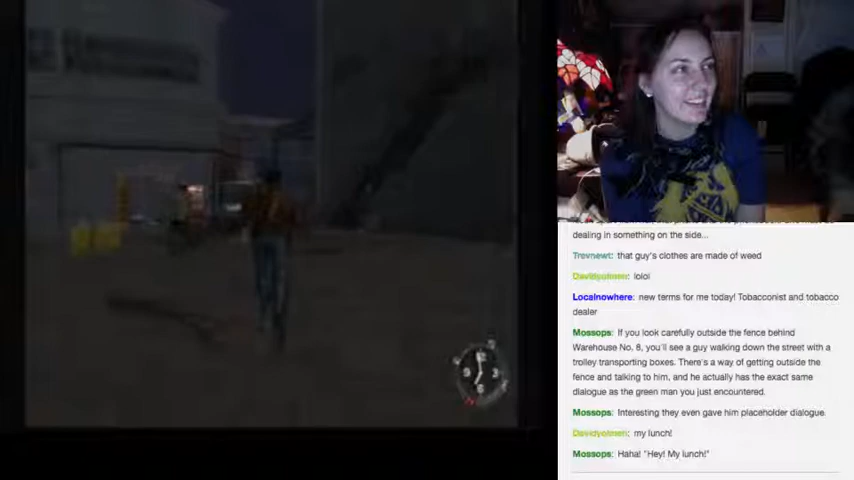 dealing in something on the side...
Trevnewt: that guy's clothes are made of weed
Davidyolmen: lolol
Localnowhere: new terms for me today! Tobacconist and tobacco
dealer
Mossops: If you look carefully outside the fence behind
Warehouse No. 8, you'll see a guy walking down the street with a
trolley transporting boxes. There's a way of getting outside the
fence and talking to him, and he actually has the exact same
dialogue as the green man you just encountered.
Mossops: Interesting they even gave him placeholder dialogue.
Davidyolmen: my lunch!
Mossops: Haha! "Hey! My lunch!"